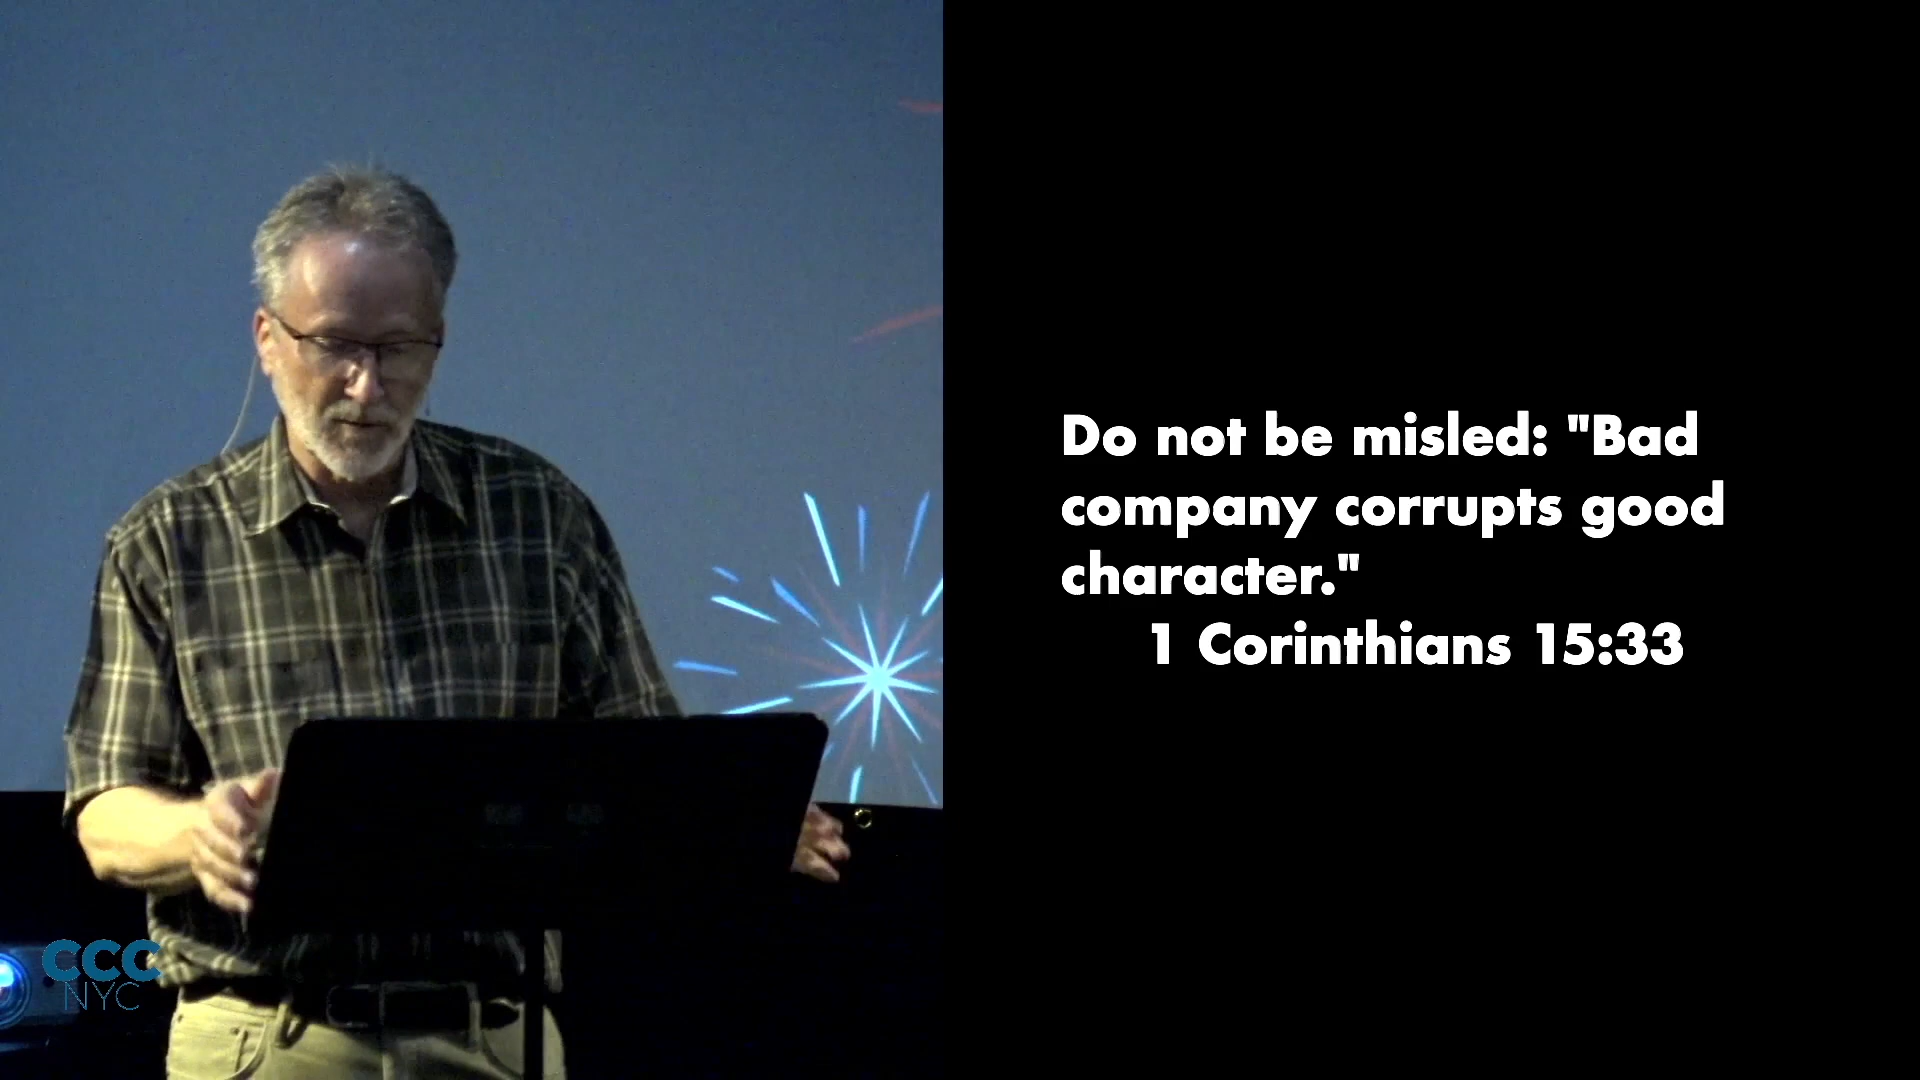 Do not be misled: "Bad
company corrupts good
character."
1 Corinthians 15:33
CCC
NYC